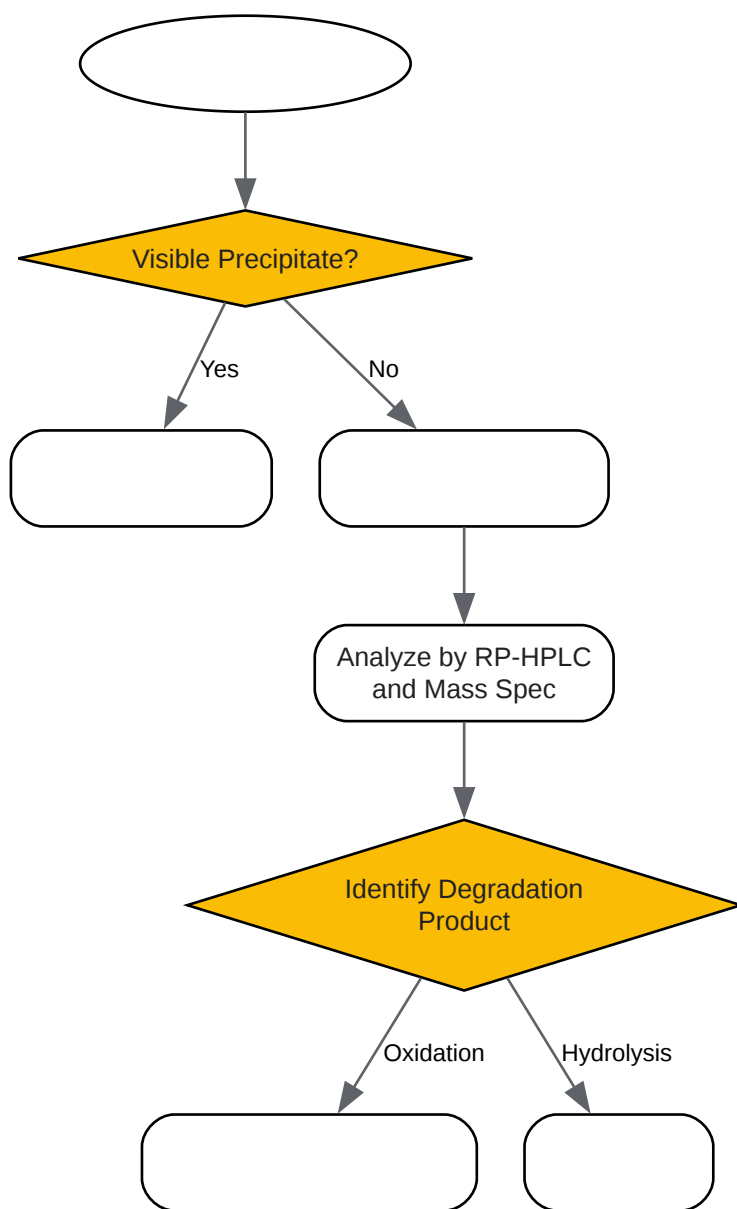 Visible Precipitate?
Yes
No
Analyze by RP-HPLC
and Mass Spec
Identify Degradation
Product
Oxidation
Hydrolysis